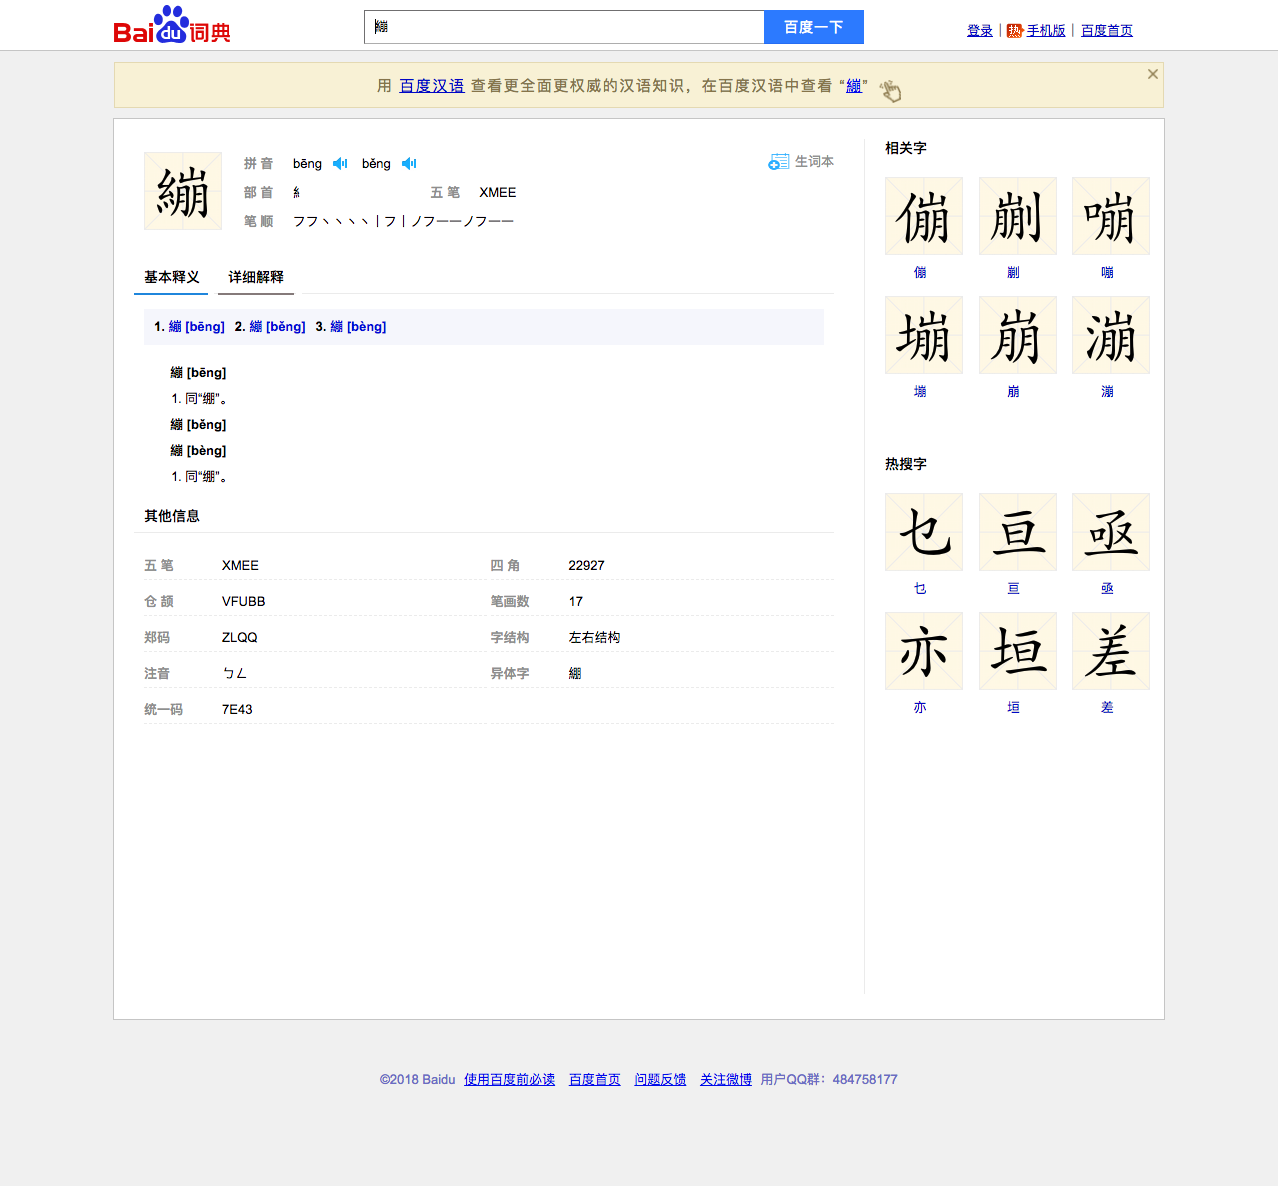 Bai du 词典
繃
百度一下
登录 | 热 手机版 | 百度首页
用 百度汉语 查看更全面更权威的汉语知识，在百度汉语中查看 “繃”
繃
拼 音 bēng běng
生词本
部 首 糹 五 笔 XMEE
笔 顺 フフ丶丶丶丶丨フ丨ノフ一一ノフ一一
基本释义 详细解释
1. 繃 [bēng] 2. 繃 [běng] 3. 繃 [bèng]
繃 [bēng]
1. 同“绷”。
繃 [běng]
繃 [bèng]
1. 同“绷”。
其他信息
五 笔 XMEE 四 角 22927
仓 颉 VFUBB 笔画数 17
郑码 ZLQQ 字结构 左右结构
注音 ㄅㄥ 异体字 綳
统一码 7E43
相关字
傰 剻 嘣
傰 剻 嘣
塴 崩 漰
塴 崩 漰
热搜字
乜 亘 亟
乜 亘 亟
亦 垣 差
亦 垣 差
©2018 Baidu 使用百度前必读 百度首页 问题反馈 关注微博 用户QQ群：484758177